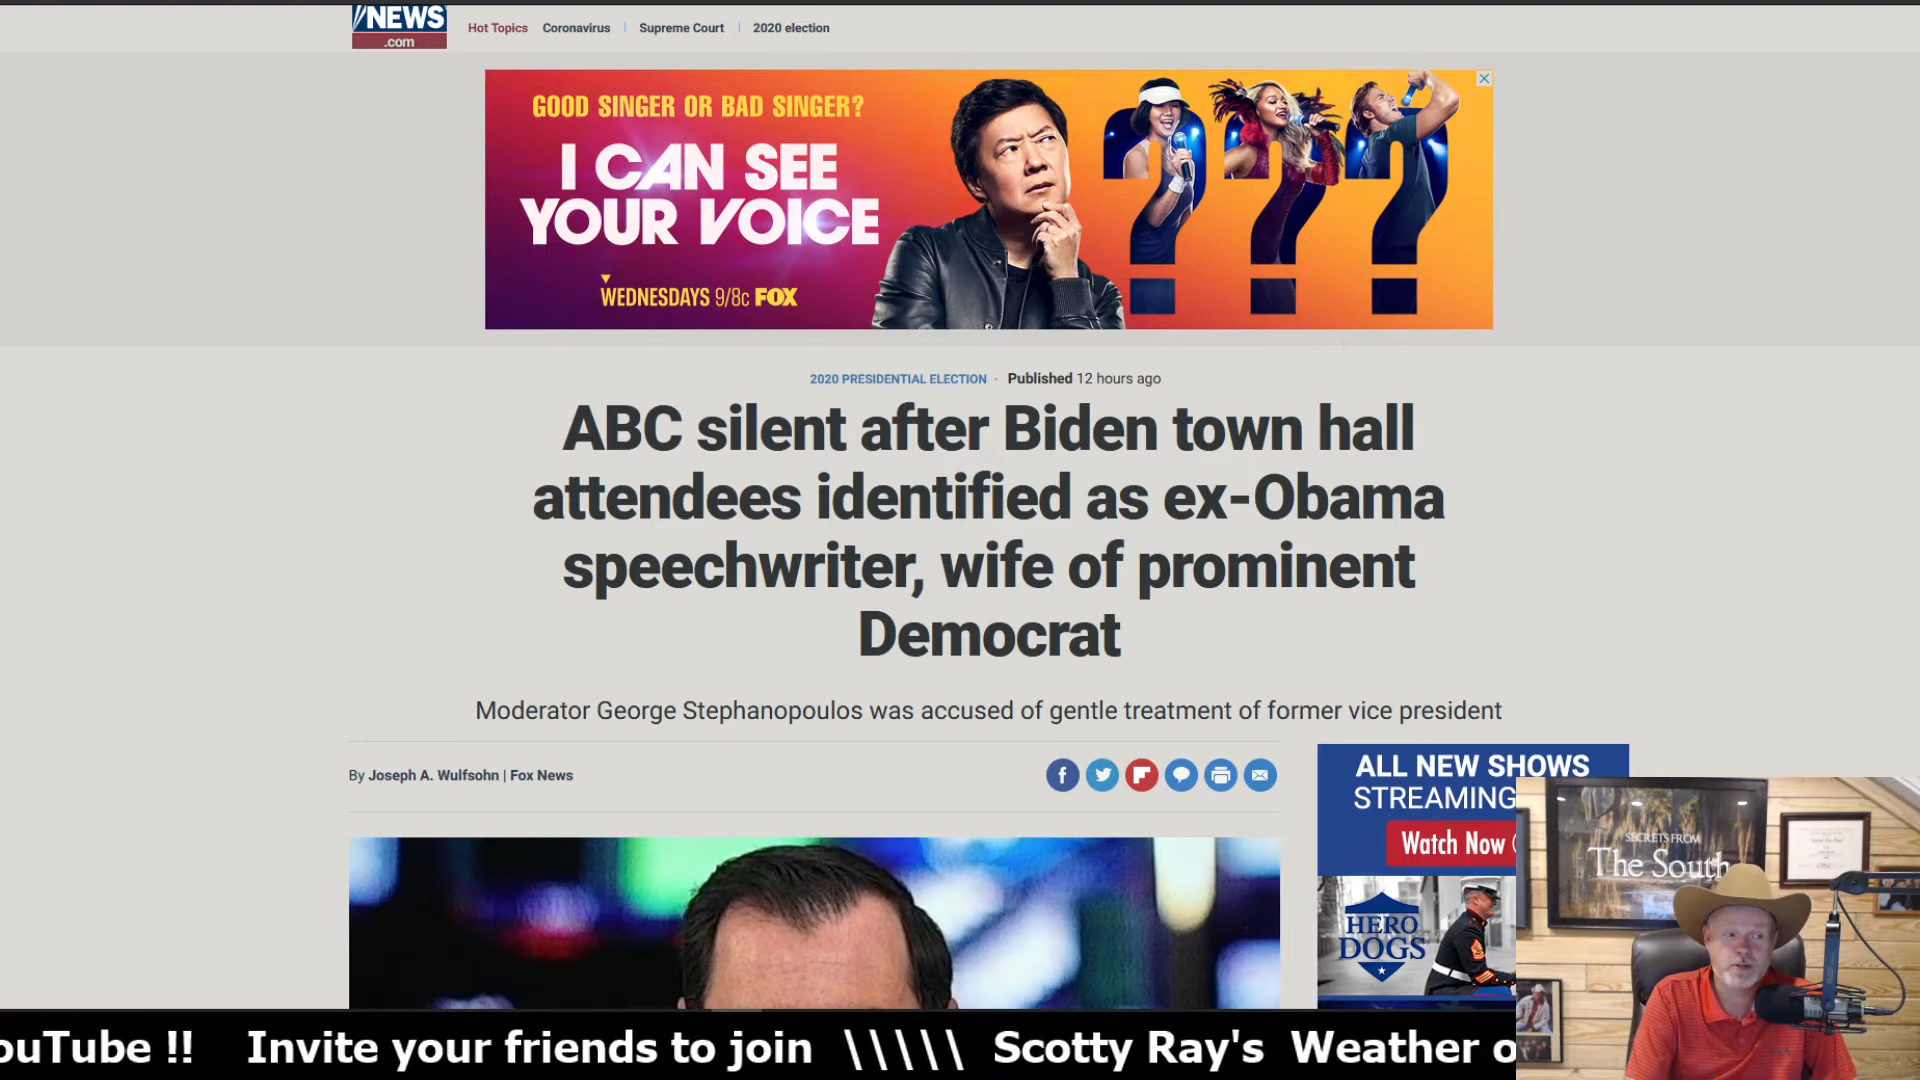 NEWS
.com
Hot Topics Coronavirus Supreme Court 2020 election
GOOD SINGER OR BAD SINGER?
I CAN SEE
YOUR VOICE
WEDNESDAYS 9/8c FOX
???
2020 PRESIDENTIAL ELECTION · Published 12 hours ago
ABC silent after Biden town hall
attendees identified as ex-Obama
speechwriter, wife of prominent
Democrat
Moderator George Stephanopoulos was accused of gentle treatment of former vice president
By Joseph A. Wulfsohn | Fox News
ALL NEW SHOWS
STREAMING
Watch Now
HERO
DOGS
SECRETS FROM
The South
ouTube !! Invite your friends to join \\\\\ Scotty Ray's Weather o